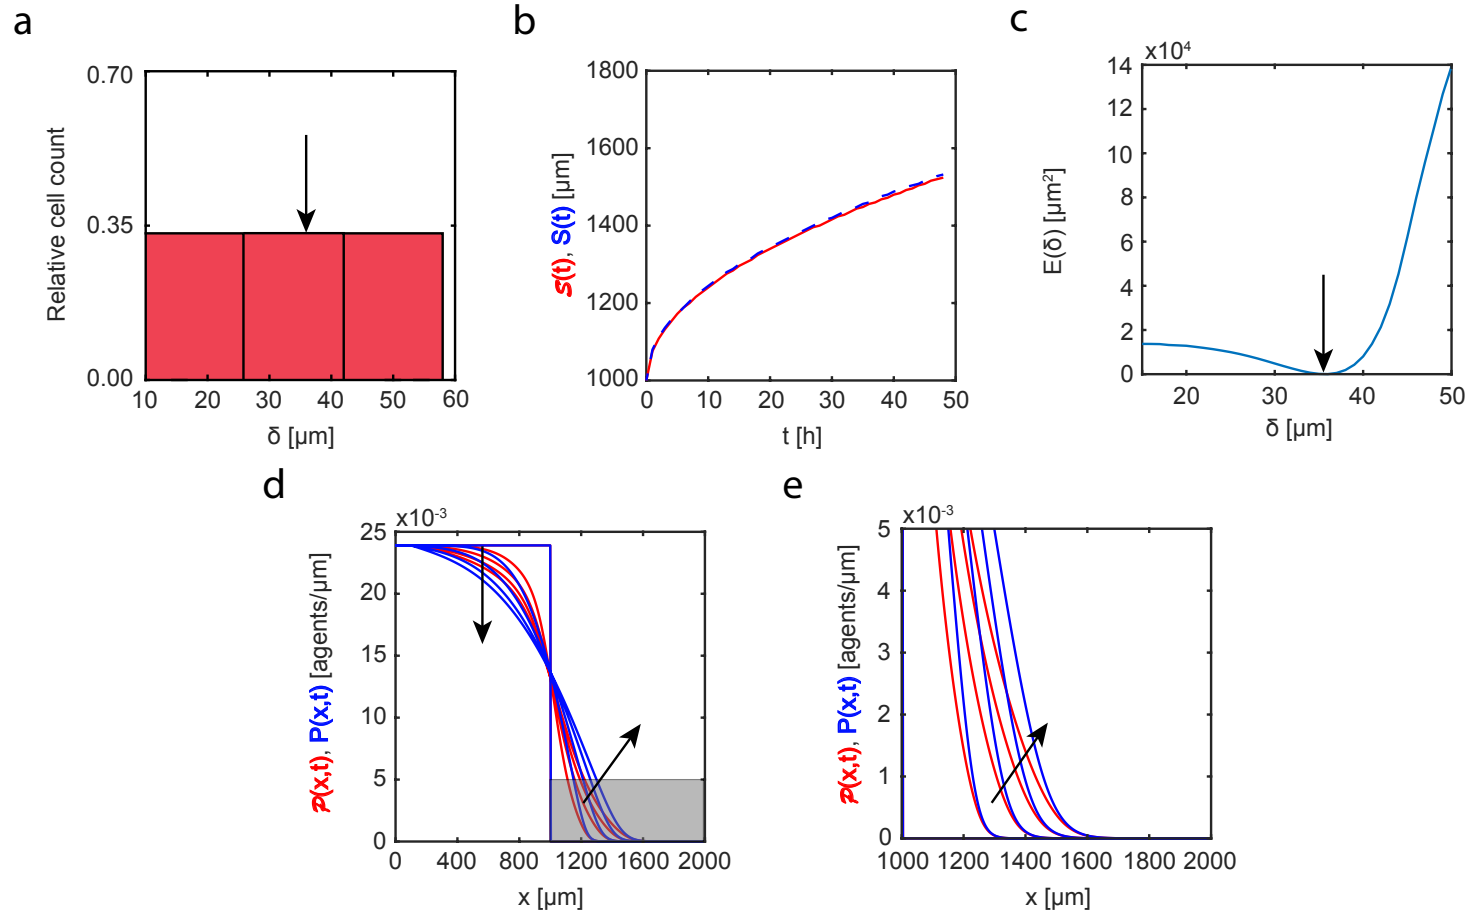 a
0.70
0.35
0.00
Relative cell count
10 20 30 40 50 60
δ [µm]
b
1800
1600
1400
1200
1000
𝓢(t), S(t) [µm]
0 10 20 30 40 50
t [h]
c
x10⁴
14
12
10
8
6
4
2
0
E(δ) [µm²]
20 30 40 50
δ [µm]
d
x10⁻³
25
20
15
10
5
0
𝓟(x,t), P(x,t) [agents/µm]
0 400 800 1200 1600 2000
x [µm]
e
x10⁻³
5
4
3
2
1
0
𝓟(x,t), P(x,t) [agents/µm]
1000 1200 1400 1600 1800 2000
x [µm]